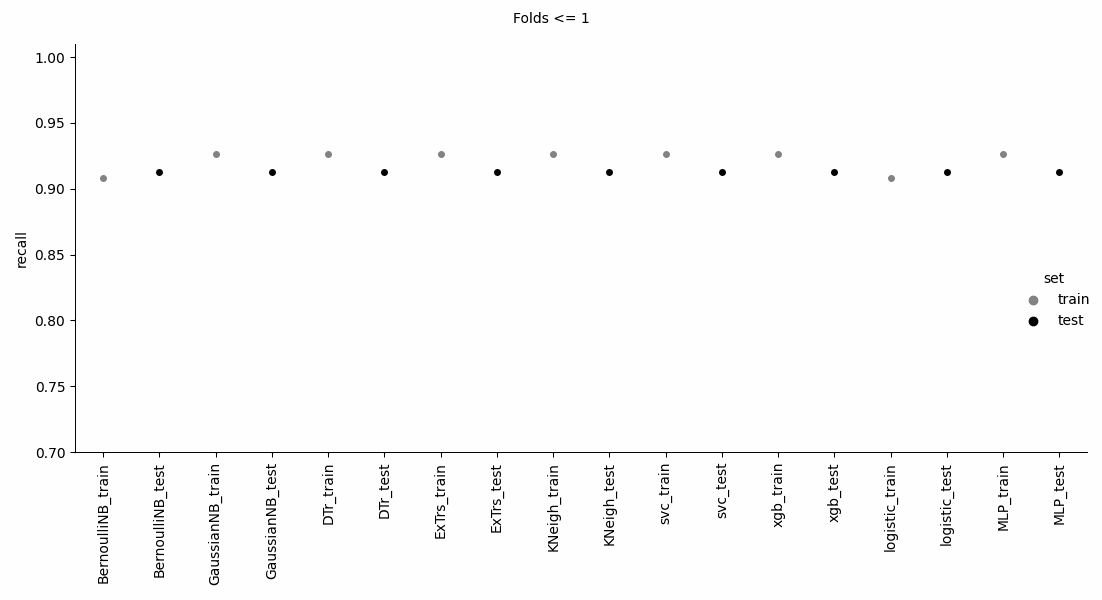 Folds <= 1
1.00
0.95
0.90
0.85
0.80
0.75
0.70
recall
set
train
test
BernoulliNB_train
BernoulliNB_test
GaussianNB_train
GaussianNB_test
DTr_train
DTr_test
ExTrs_train
ExTrs_test
KNeigh_train
KNeigh_test
svc_train
svc_test
xgb_train
xgb_test
logistic_train
logistic_test
MLP_train
MLP_test